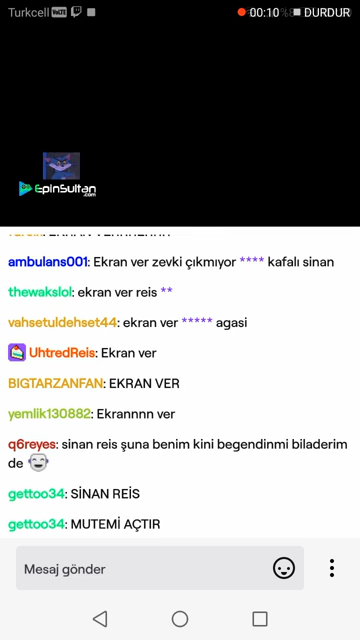 Turkcell VoLTE
00:10 DURDUR
EpinSultan
.com
ambulans001: Ekran ver zevki çıkmıyor **** kafalı sinan
thewakslol: ekran ver reis **
vahsetuldehset44: ekran ver ***** agasi
UhtredReis: Ekran ver
BIGTARZANFAN: EKRAN VER
yemlik130882: Ekrannnn ver
q6reyes: sinan reis şuna benim kini begendinmi biladerim
de
gettoo34: SİNAN REİS
gettoo34: MUTEMİ AÇTIR
Mesaj gönder